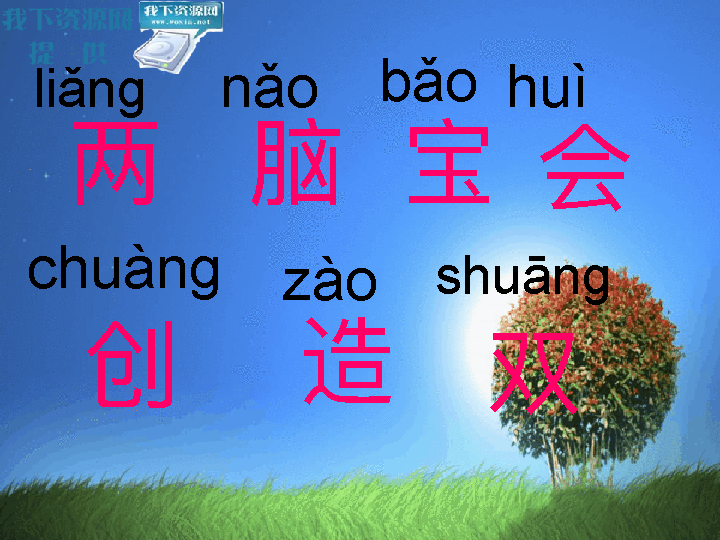 我下资源网
提 供
我下资源网
www.woxia.net
liǎng nǎo bǎo huì
两 脑 宝 会
chuàng zào shuāng
创 造 双